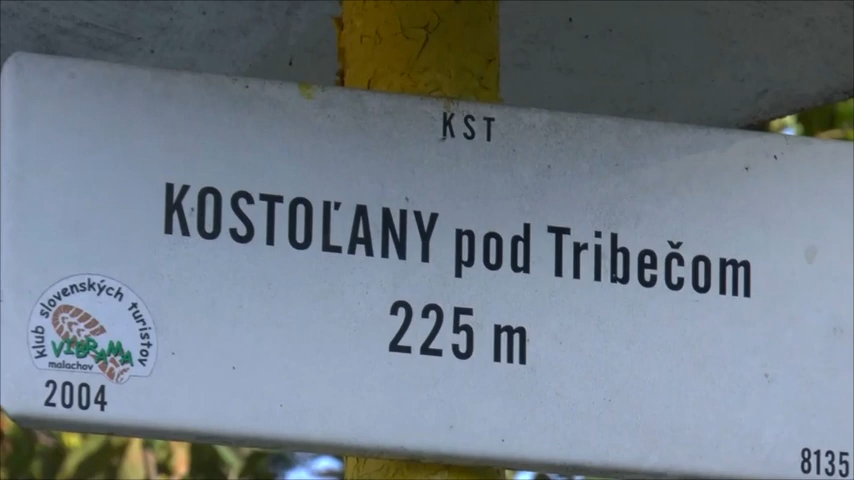 KST
KOSTOĽANY pod Tribečom
225 m
klub slovenských turistov
VIBRAMA
malachov
2004
8135